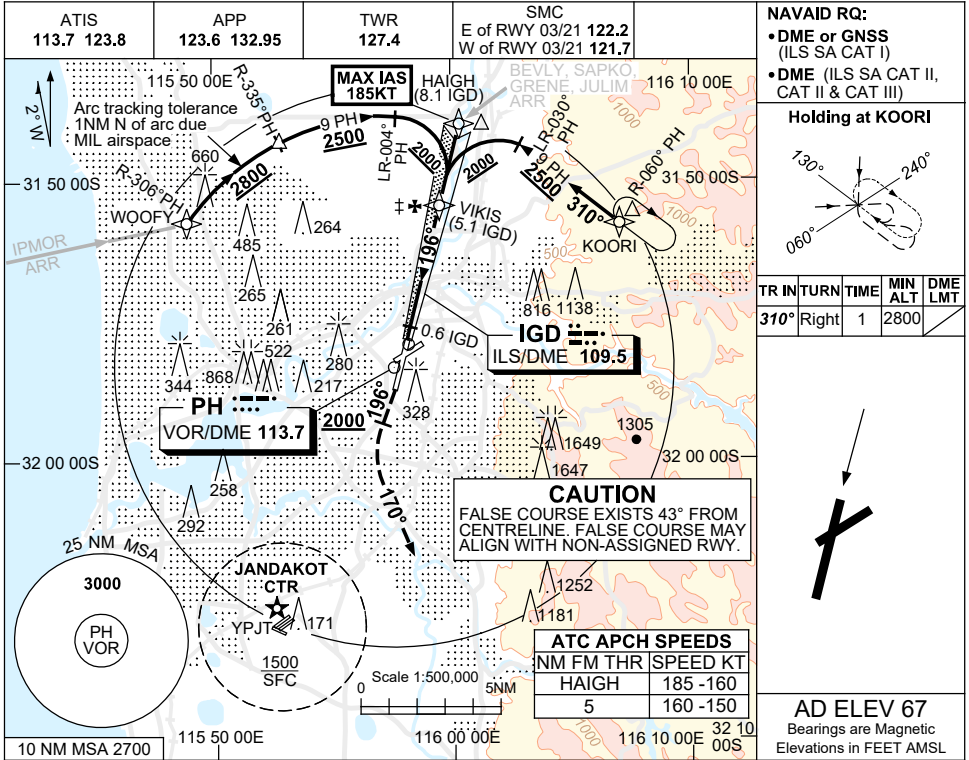 ATIS
113.7 123.8
APP
123.6 132.95
TWR
127.4
SMC
E of RWY 03/21 122.2
W of RWY 03/21 121.7
NAVAID RQ:
• DME or GNSS
(ILS SA CAT I)
• DME (ILS SA CAT II,
CAT II & CAT III)
Holding at KOORI
130°
240°
060°
TR IN TURN TIME MIN ALT DME LMT
310° Right 1 2800
AD ELEV 67
Bearings are Magnetic
Elevations in FEET AMSL
115 50 00E
116 10 00E
2° W
Arc tracking tolerance
1NM N of arc due
MIL airspace
R-335°PH
MAX IAS
185KT
HAIGH
(8.1 IGD)
BEVLY, SAPKO,
GRENE, JULIM
ARR
1000
9 PH
2500
LR-004°
PH
2000
2000
LR-030°
PH
9 PH
2500
310°
R-060° PH
KOORI
1000
31 50 00S
31 50 00S
660
2800
R-306°PH
WOOFY
IPMOR
ARR
485
264
VIKIS
(5.1 IGD)
196°
500
265
261
816
1138
0.6 IGD
IGD
ILS/DME 109.5
500
344
868
522
280
217
328
PH
VOR/DME 113.7
2000
196°
1649
1647
1305
32 00 00S
32 00 00S
258
292
170°
CAUTION
FALSE COURSE EXISTS 43° FROM
CENTRELINE. FALSE COURSE MAY
ALIGN WITH NON-ASSIGNED RWY.
25 NM MSA
3000
PH
VOR
JANDAKOT
CTR
YPJT
171
1500
SFC
1252
1181
ATC APCH SPEEDS
NM FM THR SPEED KT
HAIGH 185 -160
5 160 -150
Scale 1:500,000
0 5NM
1000
10 NM MSA 2700
115 50 00E
116 00 00E
116 10 00E
32 10
00S